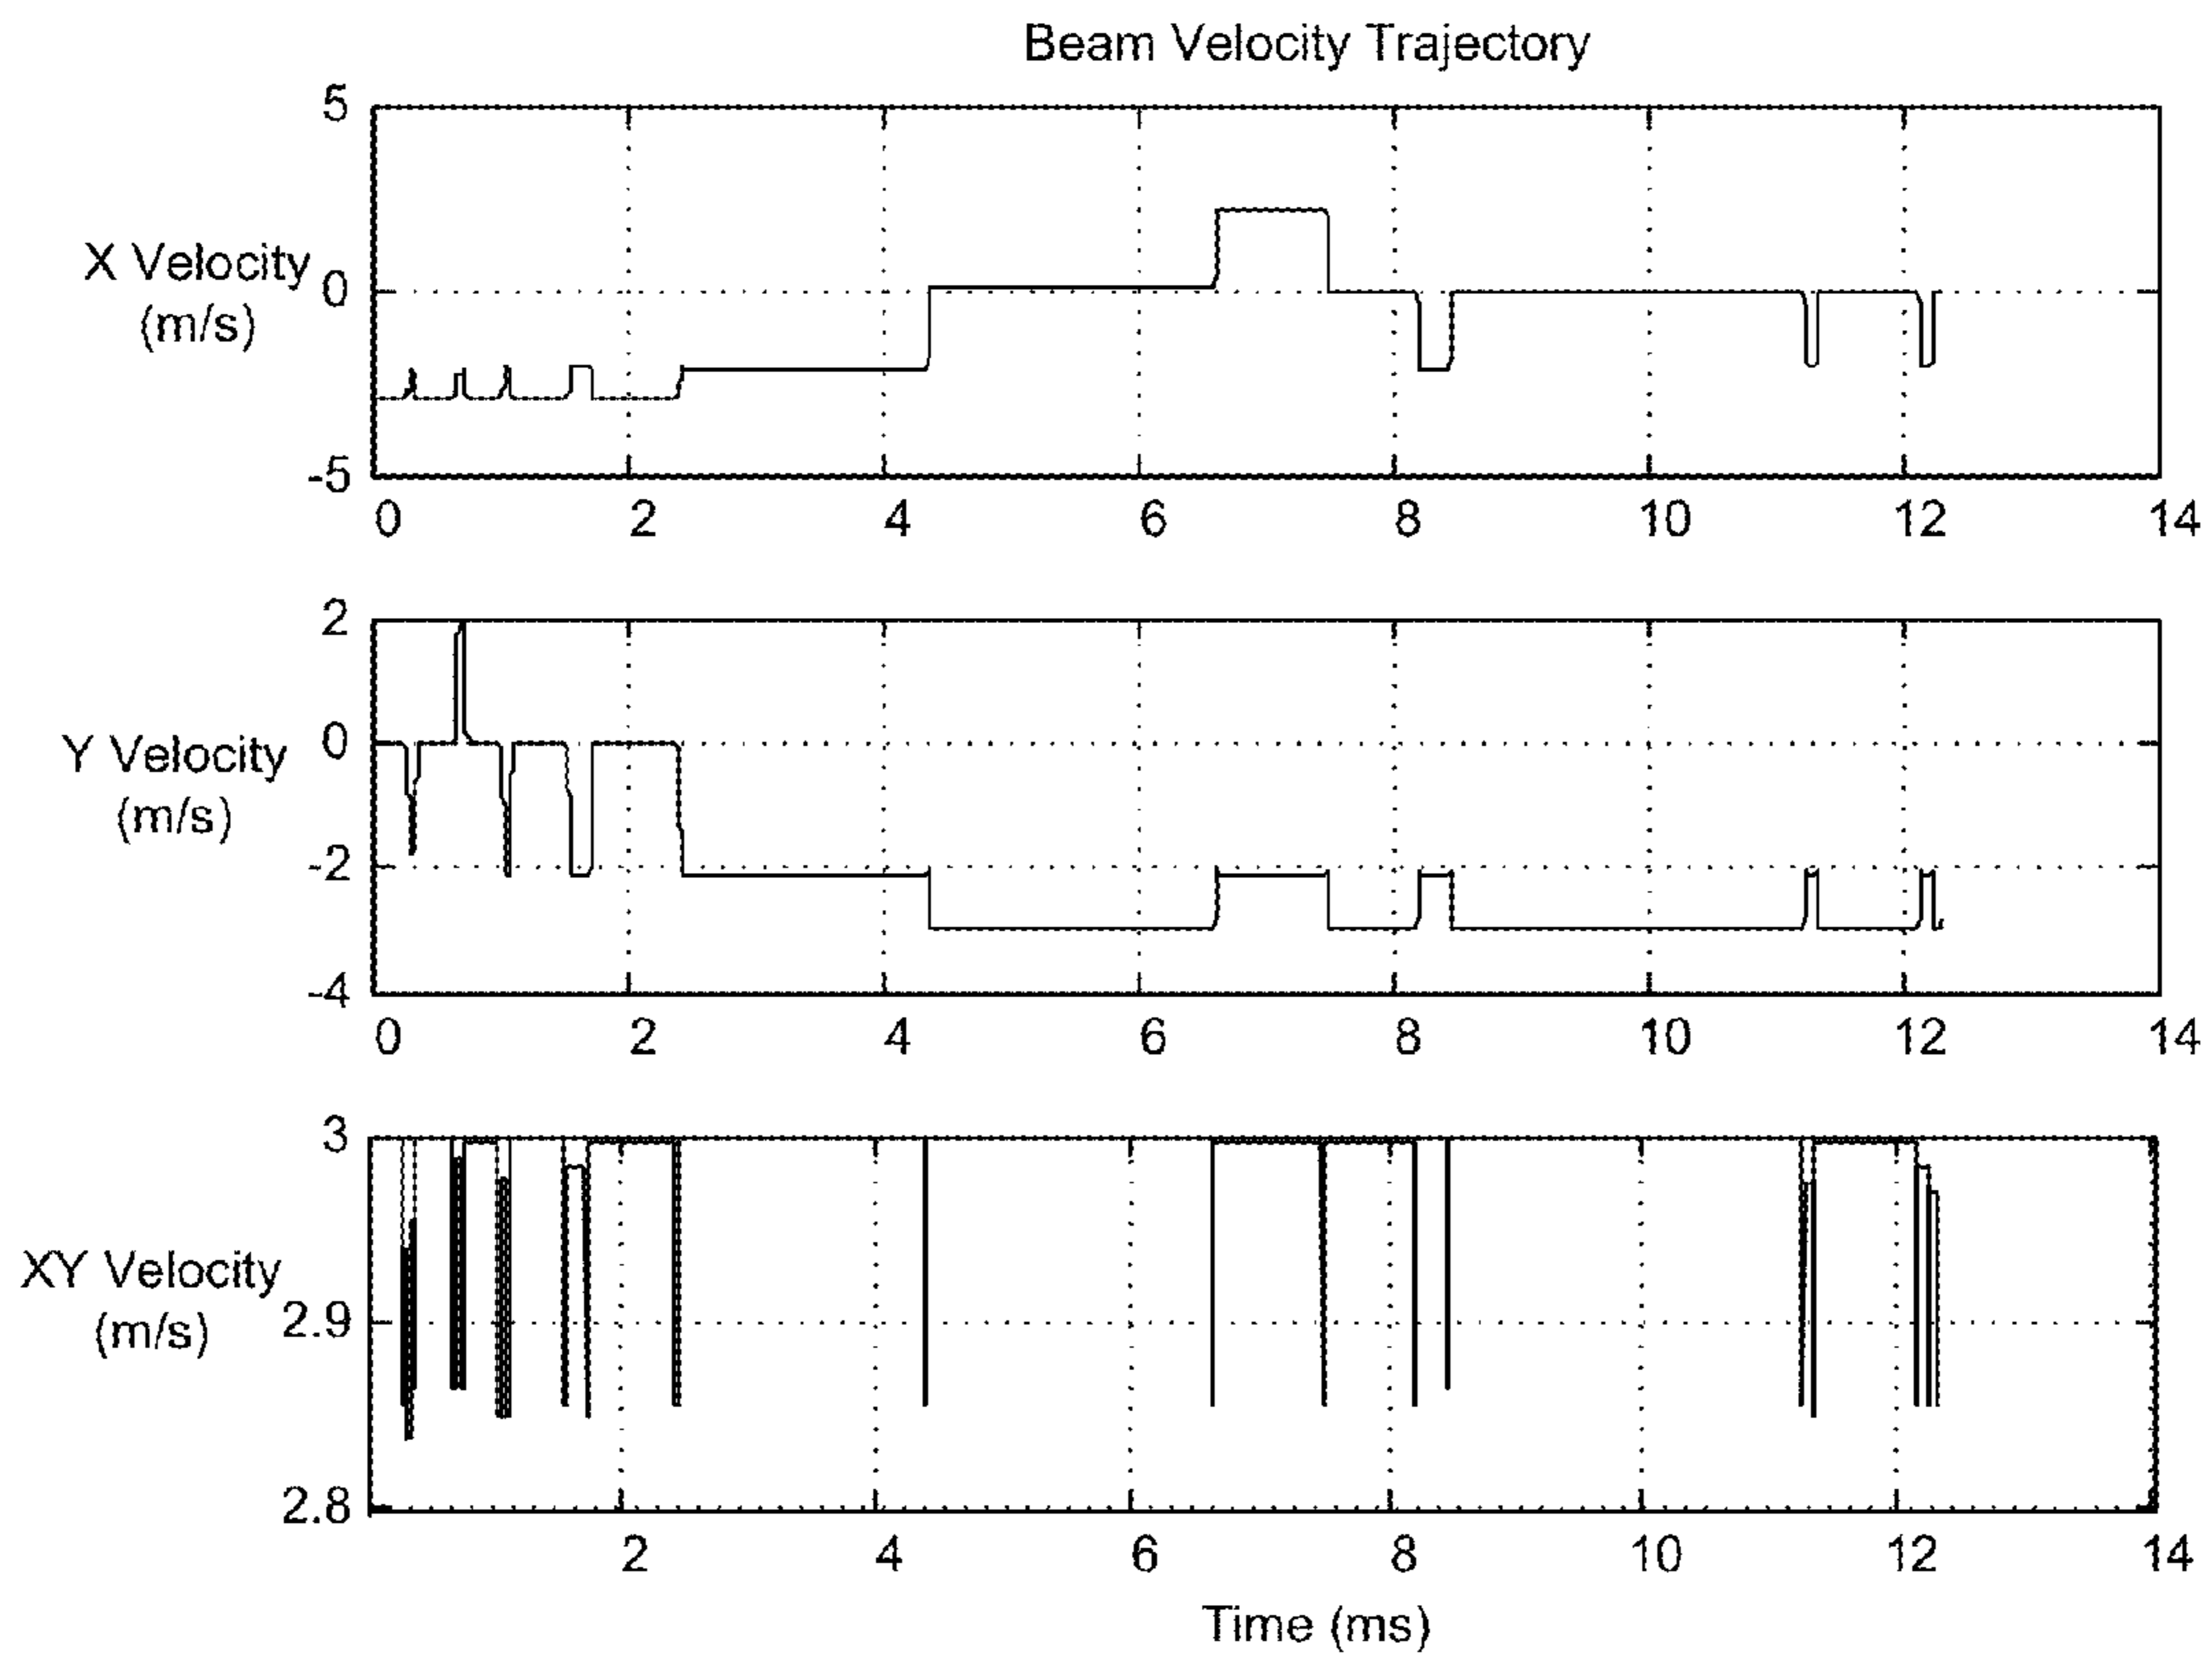 Beam Velocity Trajectory
5
X Velocity
(m/s)
0
-5
0 2 4 6 8 10 12 14
2
Y Velocity
(m/s)
0
-2
-4
0 2 4 6 8 10 12 14
3
XY Velocity
(m/s)
2.9
2.8
2 4 6 8 10 12 14
Time (ms)